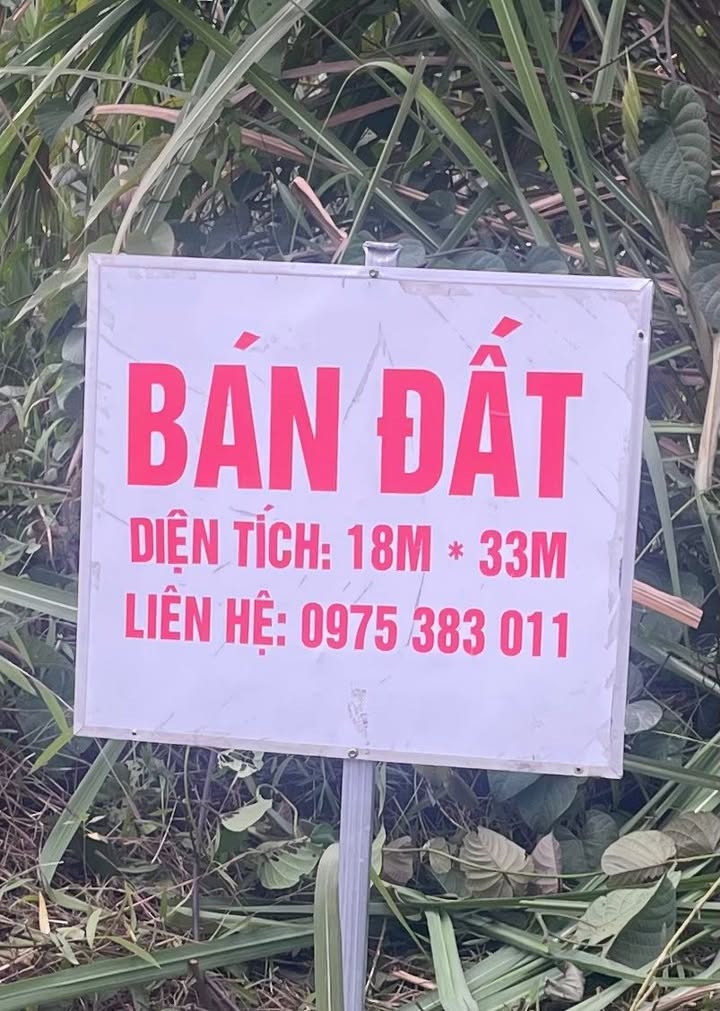 BÁN ĐẤT
DIỆN TÍCH: 18M * 33M
LIÊN HỆ: 0975 383 011